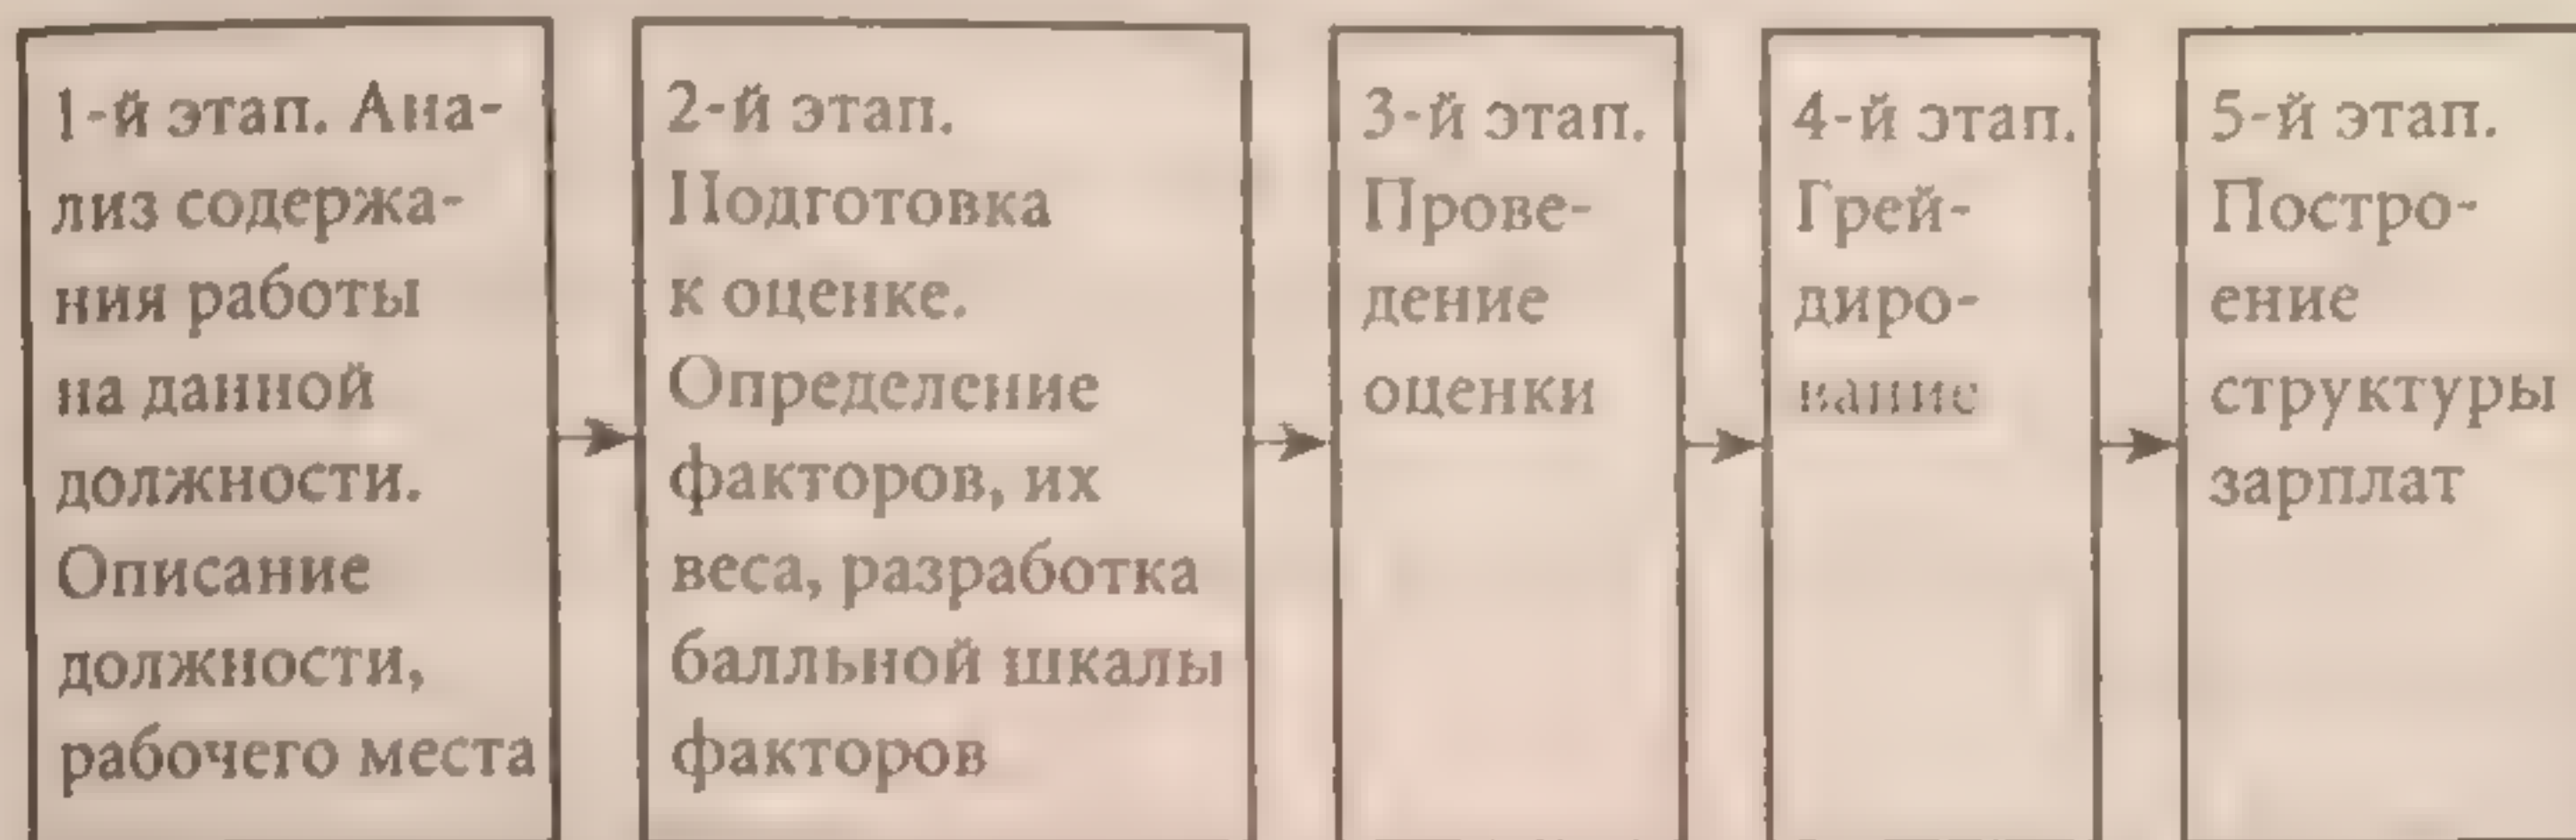 1-й этап. Ана-
лиз содержа-
ния работы
на данной
должности.
Описание
должности,
рабочего места
2-й этап.
Подготовка
к оценке.
Определение
факторов, их
веса, разработка
балльной шкалы
факторов
3-й этап.
Прове-
дение
оценки
4-й этап.
Грей-
диро-
вание
5-й этап.
Постро-
ение
структуры
зарплат